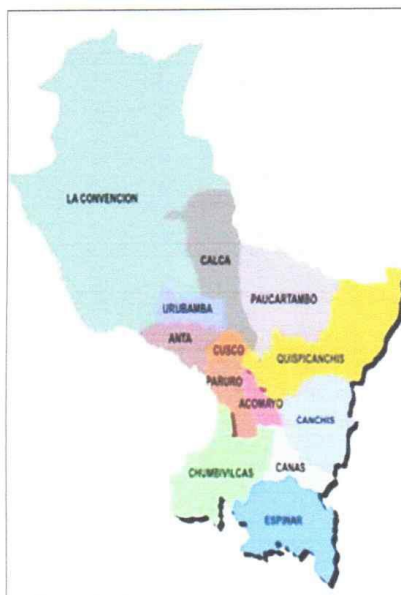 LA CONVENCION
CALCA
PAUCARTAMBO
URUBAMBA
ANTA
CUSCO
QUISPICANCHIS
PARURO
ACOMAYO
CANCHIS
CHUMBIVILCAS
CANAS
ESPINAR